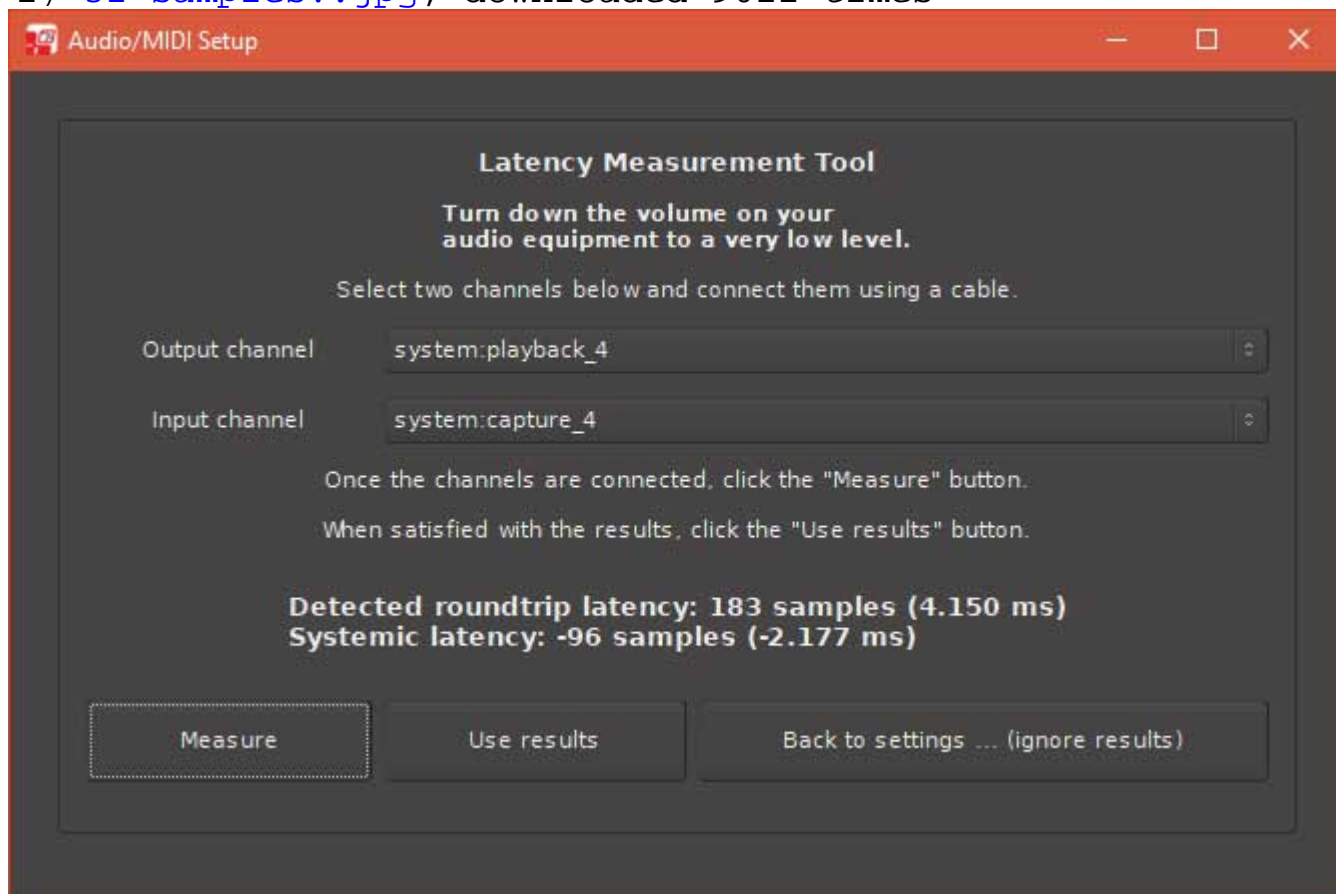 downloaded 9022 times
Audio/MIDI Setup
Latency Measurement Tool
Turn down the volume on your
audio equipment to a very low level.
Select two channels below and connect them using a cable.
Output channel system:playback_4
Input channel system:capture_4
Once the channels are connected, click the "Measure" button.
When satisfied with the results, click the "Use results" button.
Detected roundtrip latency: 183 samples (4.150 ms)
Systemic latency: -96 samples (-2.177 ms)
Measure Use results Back to settings ... (ignore results)